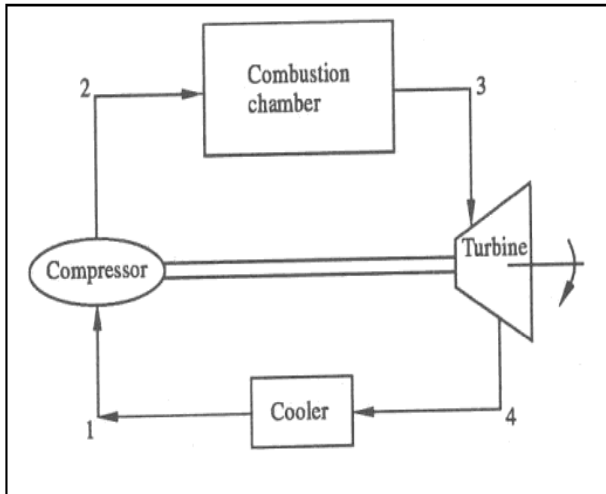 2
Combustion
chamber
3
Compressor
Turbine
1
Cooler
4